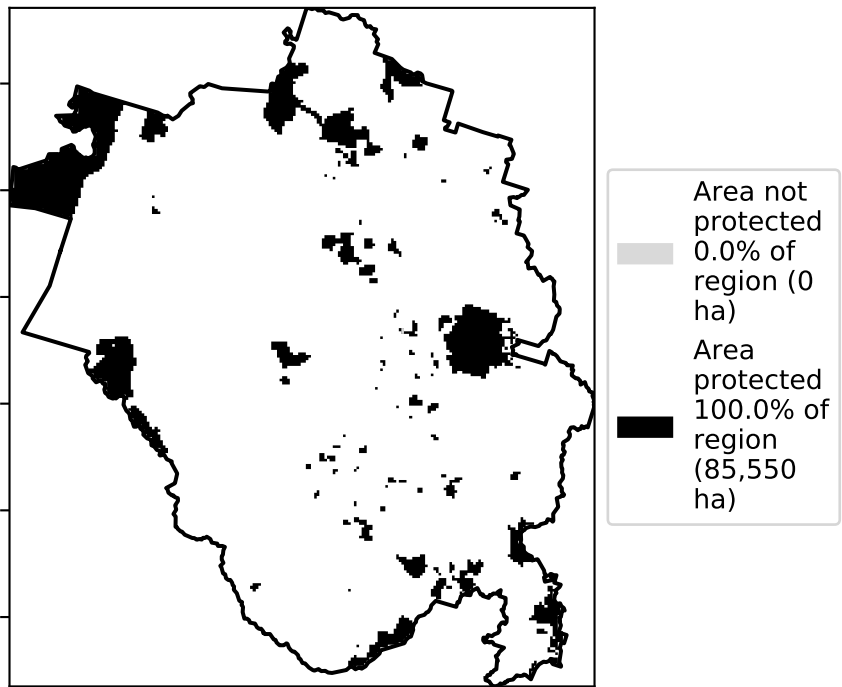 Area not
protected
0.0% of
region (0
ha)
Area
protected
100.0% of
region
(85,550
ha)